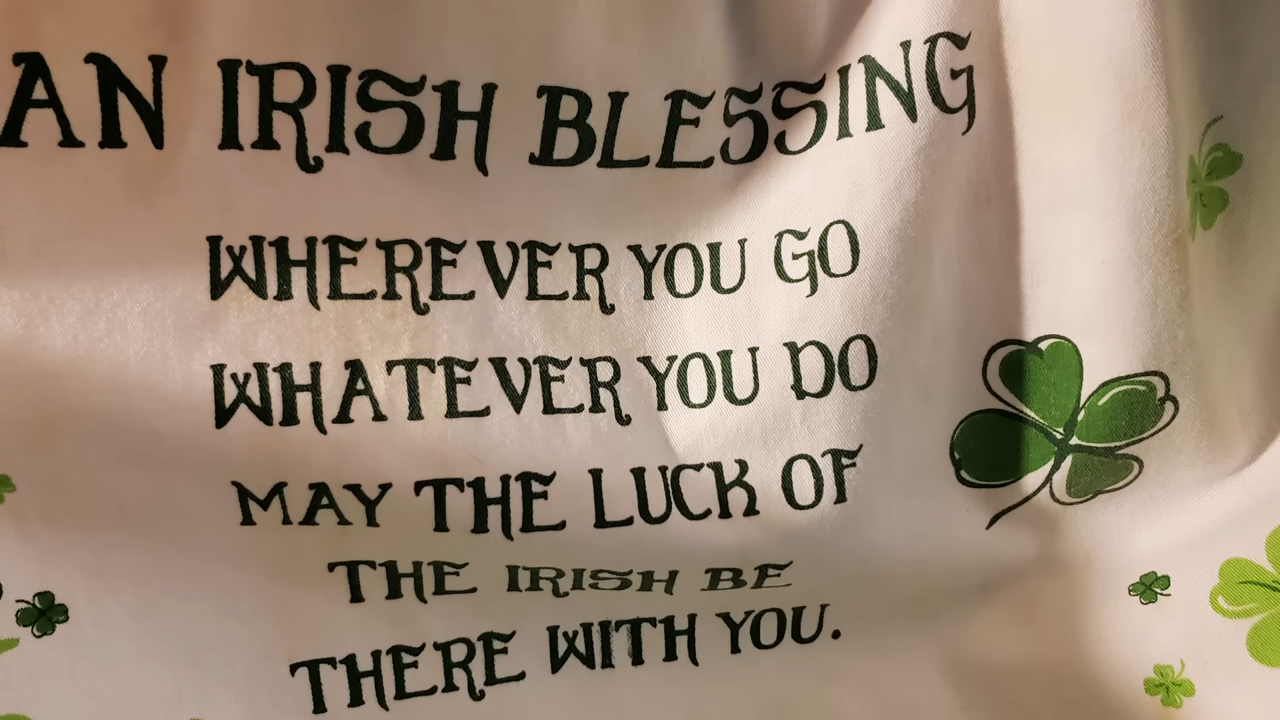 AN IRISH BLESSING
WHEREVER YOU GO
WHATEVER YOU DO
MAY THE LUCK OF
THE IRISH BE
THERE WITH YOU.